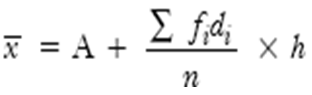 x̄ = A + (∑ fᵢdᵢ / n) × h